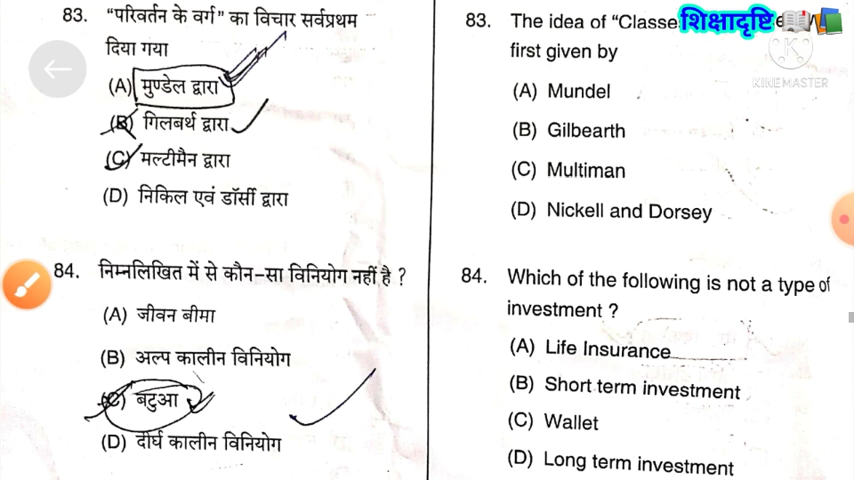 83. "परिवर्तन के वर्ग" का विचार सर्वप्रथम
दिया गया
(A) मुण्डेल द्वारा
(B) गिलबर्थ द्वारा
(C) मल्टीमैन द्वारा
(D) निकिल एवं डॉर्सी द्वारा
84. निम्नलिखित में से कौन-सा विनियोग नहीं है ?
(A) जीवन बीमा
(B) अल्प कालीन विनियोग
(C) बटुआ
(D) दीर्घ कालीन विनियोग
83. The idea of "Classe
शिक्षादृष्टि
first given by
K
KINEMASTER
(A) Mundel
(B) Gilbearth
(C) Multiman
(D) Nickell and Dorsey
84. Which of the following is not a type of
investment ?
(A) Life Insurance
(B) Short term investment
(C) Wallet
(D) Long term investment